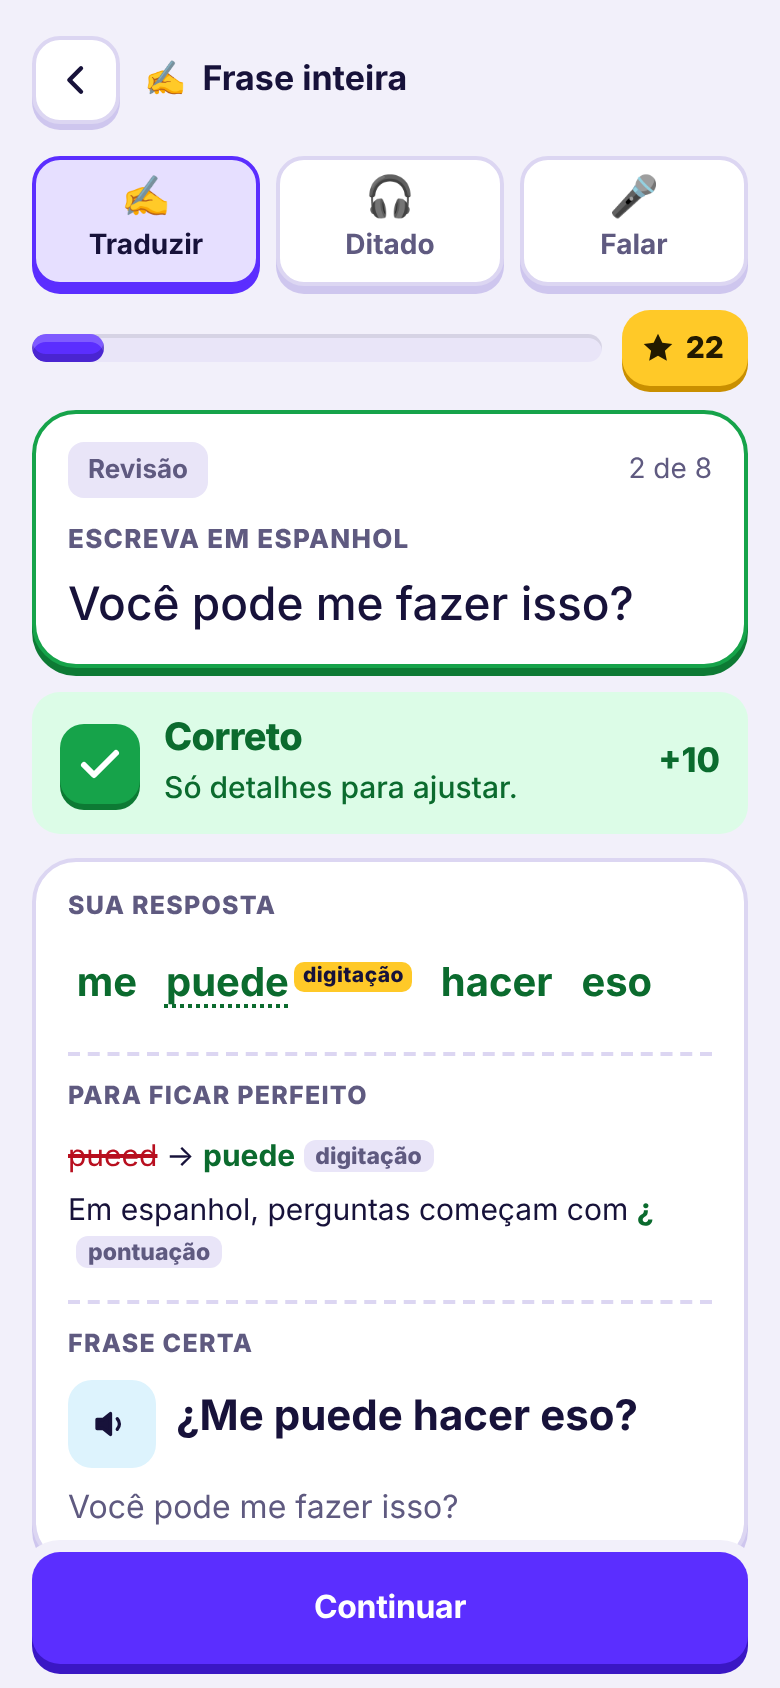 Frase inteira
Traduzir
Ditado
Falar
22
Revisão
2 de 8
ESCREVA EM ESPANHOL
Você pode me fazer isso?
Correto
Só detalhes para ajustar.
+10
SUA RESPOSTA
me puede digitação hacer eso
PARA FICAR PERFEITO
pueed → puede digitação
Em espanhol, perguntas começam com ¿
pontuação
FRASE CERTA
¿Me puede hacer eso?
Você pode me fazer isso?
Continuar